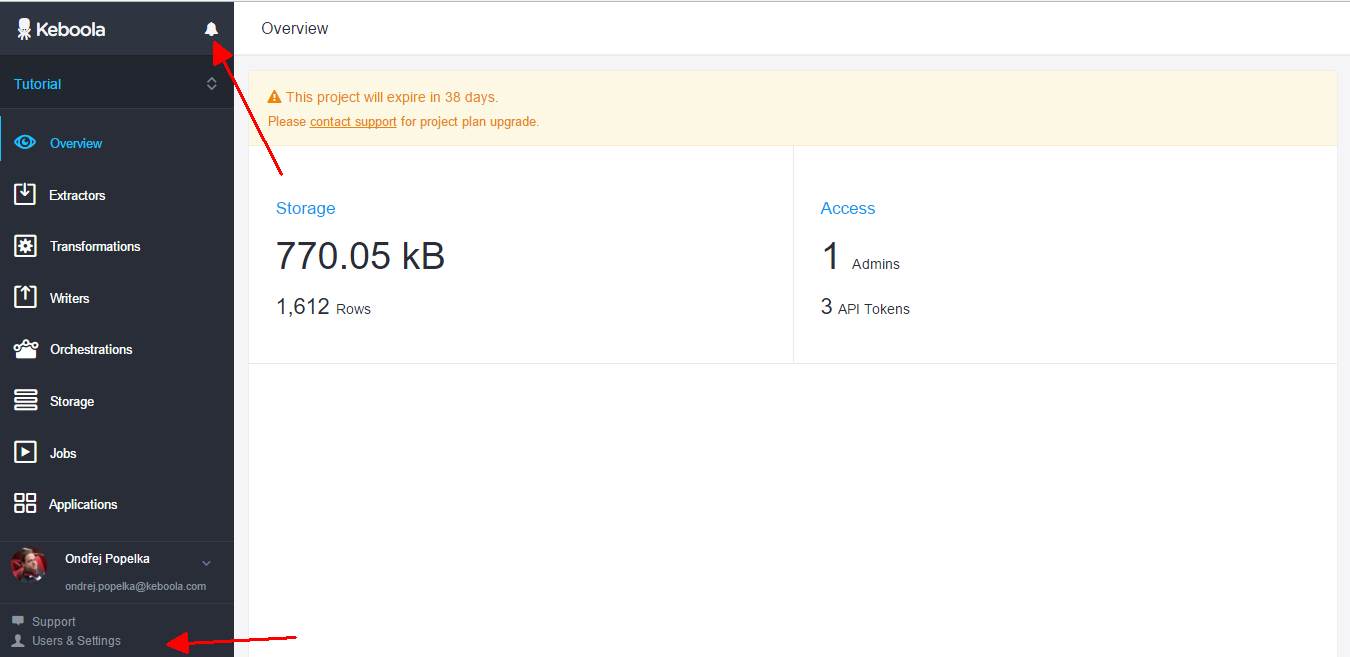 Keboola
Tutorial
Overview
Extractors
Transformations
Writers
Orchestrations
Storage
Jobs
Applications
Ondřej Popelka
ondrej.popelka@keboola.com
Support
Users & Settings
Overview
This project will expire in 38 days.
Please contact support for project plan upgrade.
Storage
770.05 kB
1,612 Rows
Access
1 Admins
3 API Tokens